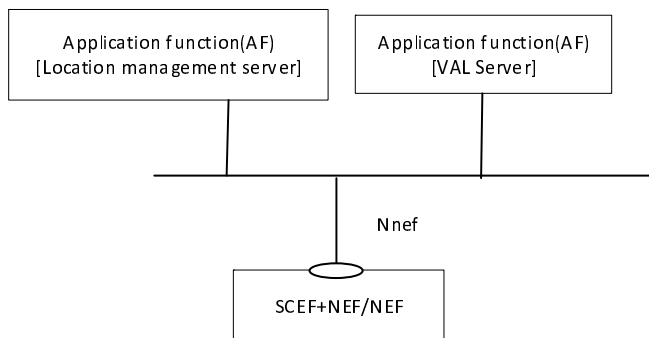 Application function(AF)
[Location management server]
Application function(AF)
[VAL Server]
Nnef
SCEF+NEF/NEF